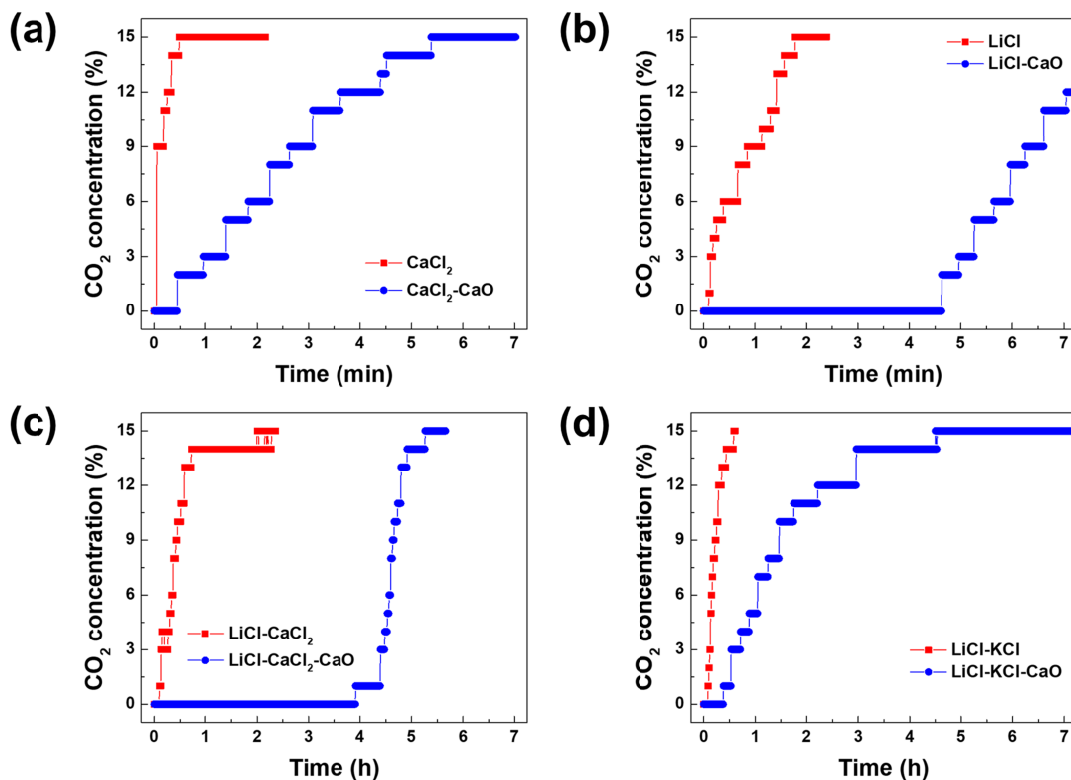 (a)
CO₂ concentration (%)
15
12
9
6
3
0
CaCl₂
CaCl₂-CaO
0 1 2 3 4 5 6 7
Time (min)
(b)
CO₂ concentration (%)
15
12
9
6
3
0
LiCl
LiCl-CaO
0 1 2 3 4 5 6 7
Time (min)
(c)
CO₂ concentration (%)
15
12
9
6
3
0
LiCl-CaCl₂
LiCl-CaCl₂-CaO
0 1 2 3 4 5 6 7
Time (h)
(d)
CO₂ concentration (%)
15
12
9
6
3
0
LiCl-KCl
LiCl-KCl-CaO
0 1 2 3 4 5 6 7
Time (h)